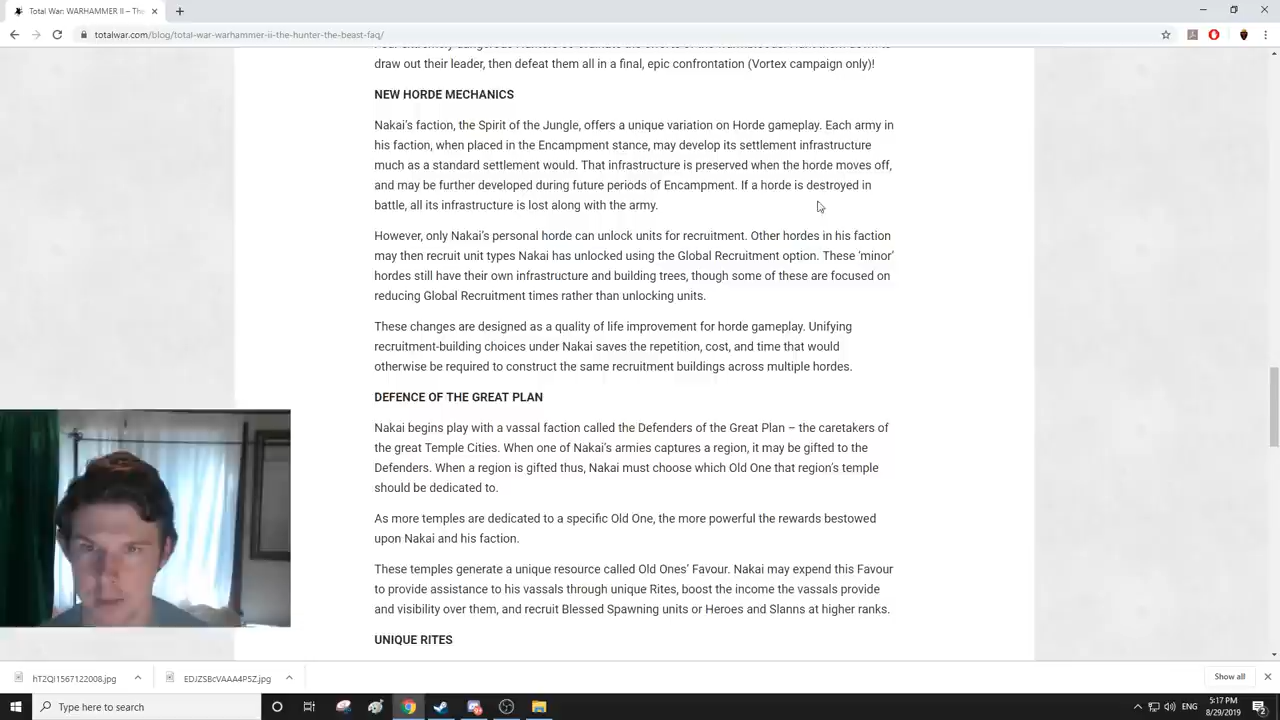 Total War: WARHAMMER II – The
totalwar.com/blog/total-war-warhammer-ii-the-hunter-the-beast-faq/
draw out their leader, then defeat them all in a final, epic confrontation (Vortex campaign only)!
NEW HORDE MECHANICS
Nakai's faction, the Spirit of the Jungle, offers a unique variation on Horde gameplay. Each army in
his faction, when placed in the Encampment stance, may develop its settlement infrastructure
much as a standard settlement would. That infrastructure is preserved when the horde moves off,
and may be further developed during future periods of Encampment. If a horde is destroyed in
battle, all its infrastructure is lost along with the army.
However, only Nakai's personal horde can unlock units for recruitment. Other hordes in his faction
may then recruit unit types Nakai has unlocked using the Global Recruitment option. These 'minor'
hordes still have their own infrastructure and building trees, though some of these are focused on
reducing Global Recruitment times rather than unlocking units.
These changes are designed as a quality of life improvement for horde gameplay. Unifying
recruitment-building choices under Nakai saves the repetition, cost, and time that would
otherwise be required to construct the same recruitment buildings across multiple hordes.
DEFENCE OF THE GREAT PLAN
Nakai begins play with a vassal faction called the Defenders of the Great Plan – the caretakers of
the great Temple Cities. When one of Nakai's armies captures a region, it may be gifted to the
Defenders. When a region is gifted thus, Nakai must choose which Old One that region's temple
should be dedicated to.
As more temples are dedicated to a specific Old One, the more powerful the rewards bestowed
upon Nakai and his faction.
These temples generate a unique resource called Old Ones' Favour. Nakai may expend this Favour
to provide assistance to his vassals through unique Rites, boost the income the vassals provide
and visibility over them, and recruit Blessed Spawning units or Heroes and Slanns at higher ranks.
UNIQUE RITES
hT2QJ1567122008.jpg
EDJZSBcVAAA4P5Z.jpg
Show all
Type here to search
ENG
5:17 PM
8/29/2019
2